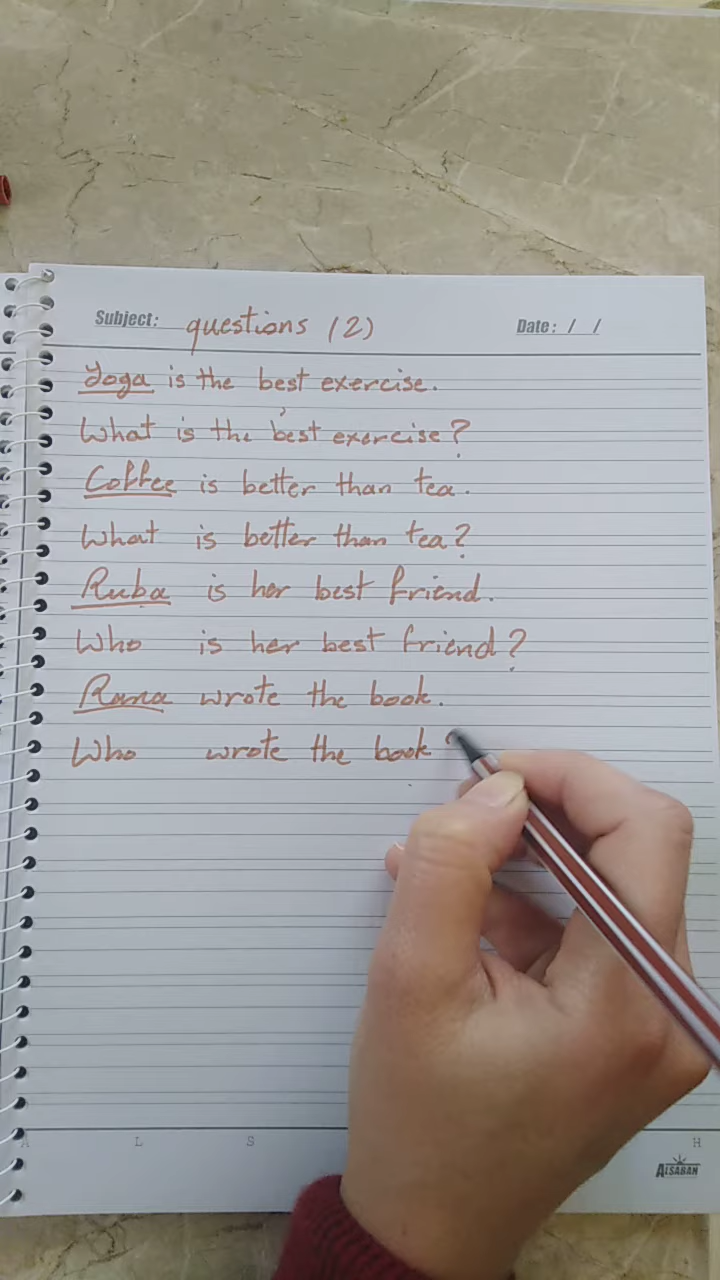 Subject: questions (2) Date: / /
Yoga is the best exercise.
What is the best exercise?
Coffee is better than tea.
What is better than tea?
Ruba is her best friend.
Who is her best friend?
Rana wrote the book.
Who wrote the book ?
A L S H
ALSABAH